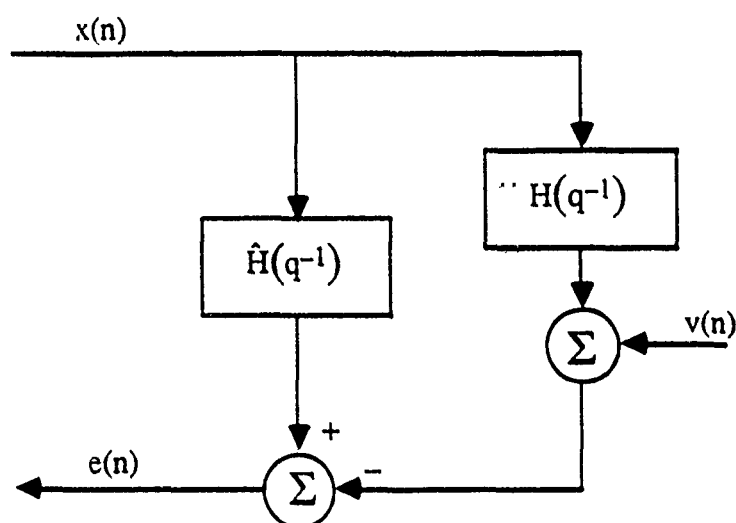 x(n)
H(q⁻¹)
Ĥ(q⁻¹)
Σ
v(n)
+
−
e(n)
Σ